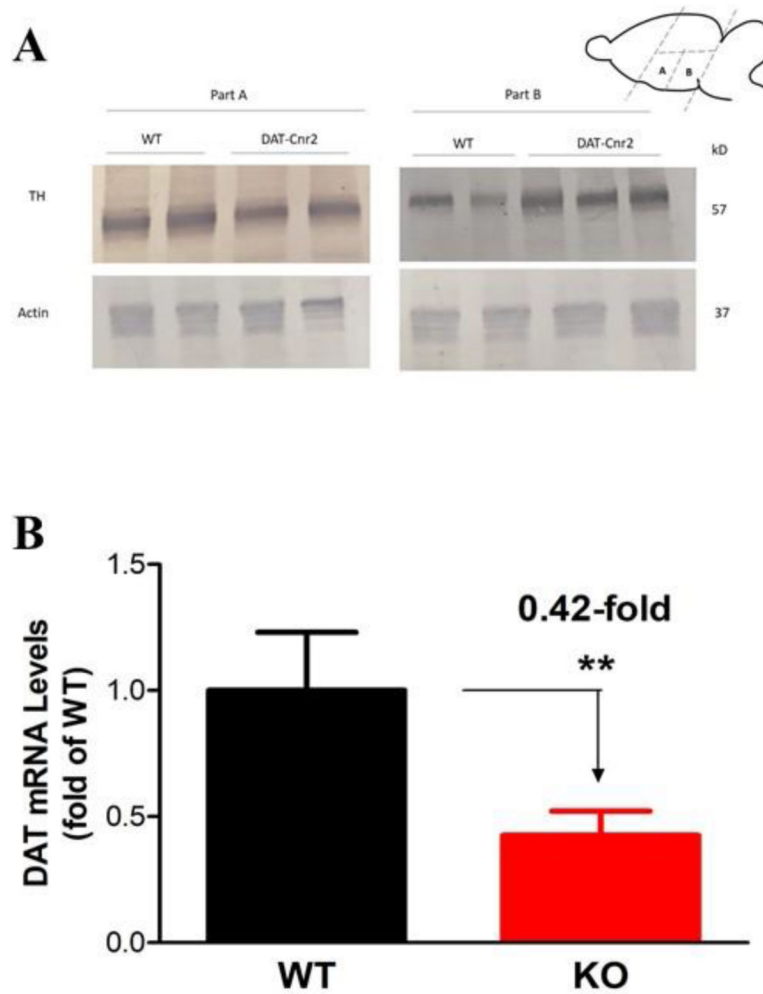 A
A B
Part A Part B
WT DAT-Cnr2 WT DAT-Cnr2 kD
TH 57
Actin 37
B
DAT mRNA Levels
(fold of WT)
1.5
1.0
0.5
0.0
0.42-fold
**
WT KO